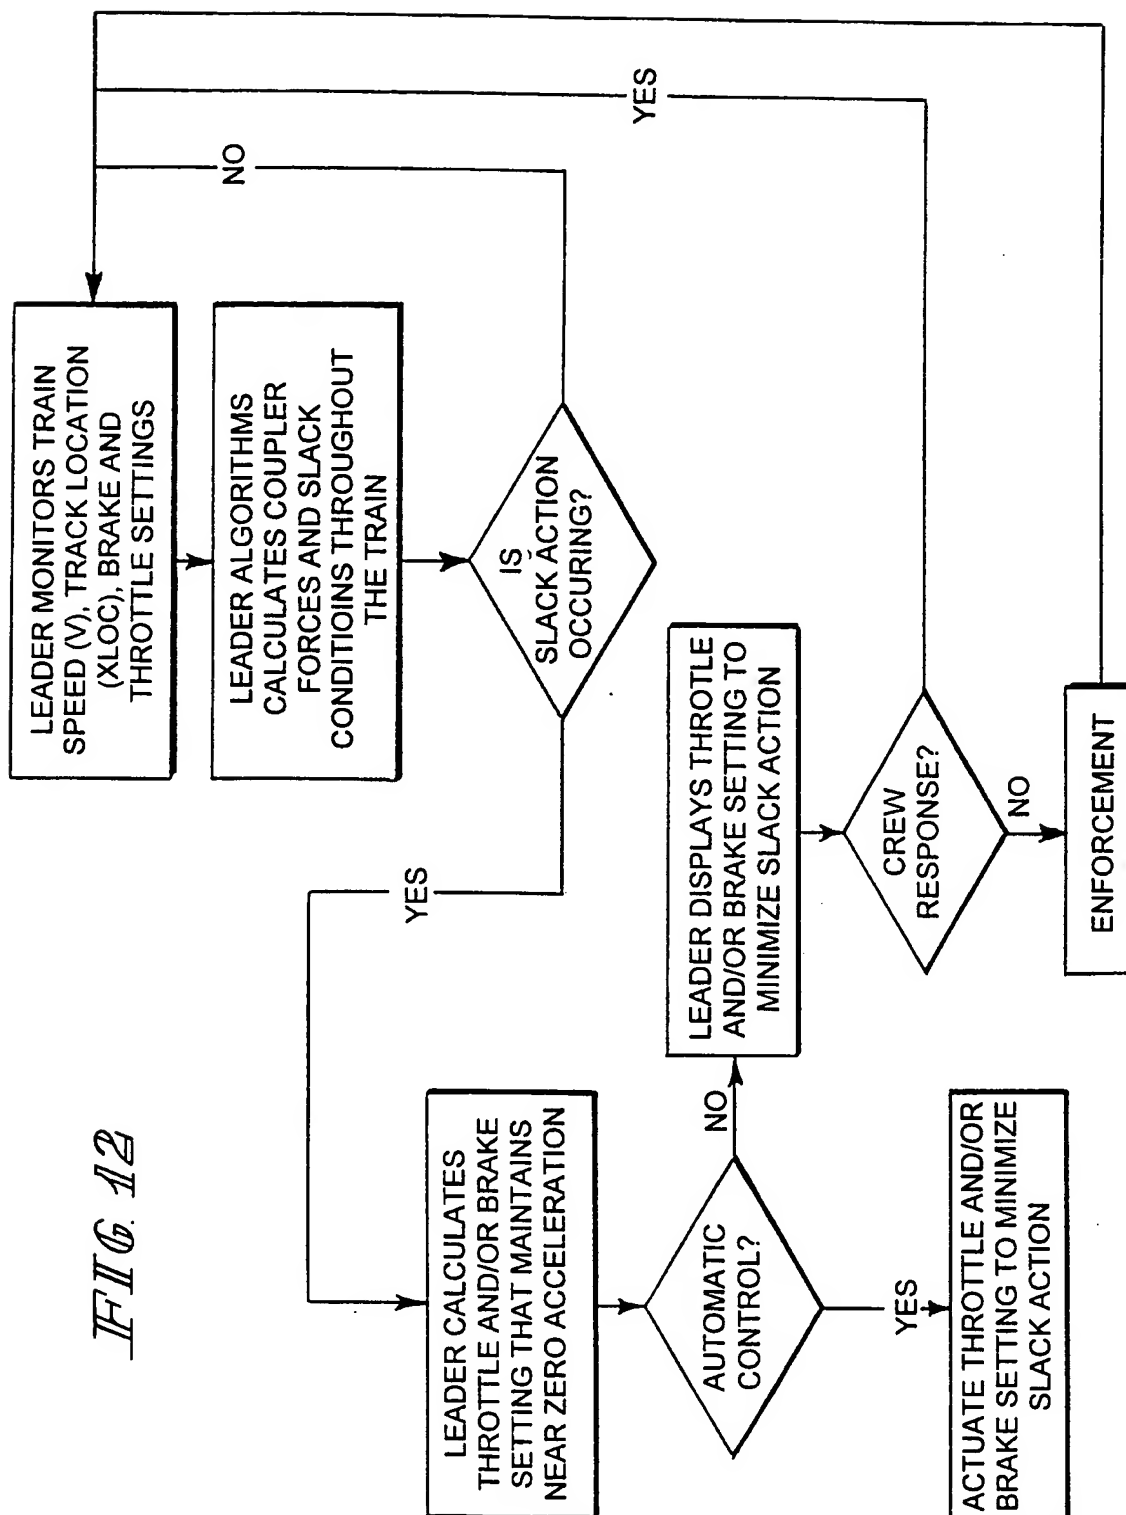 FIG. 12
LEADER MONITORS TRAIN
SPEED (V), TRACK LOCATION
(XLOC), BRAKE AND
THROTTLE SETTINGS
LEADER ALGORITHMS
CALCULATES COUPLER
FORCES AND SLACK
CONDITIOINS THROUGHOUT
THE TRAIN
IS
SLACK ACTION
OCCURING?
NO
YES
LEADER CALCULATES
THROTTLE AND/OR BRAKE
SETTING THAT MAINTAINS
NEAR ZERO ACCELERATION
AUTOMATIC
CONTROL?
NO
YES
ACTUATE THROTTLE AND/OR
BRAKE SETTING TO MINIMIZE
SLACK ACTION
LEADER DISPLAYS THROTLE
AND/OR BRAKE SETTING TO
MINIMIZE SLACK ACTION
CREW
RESPONSE?
YES
NO
ENFORCEMENT